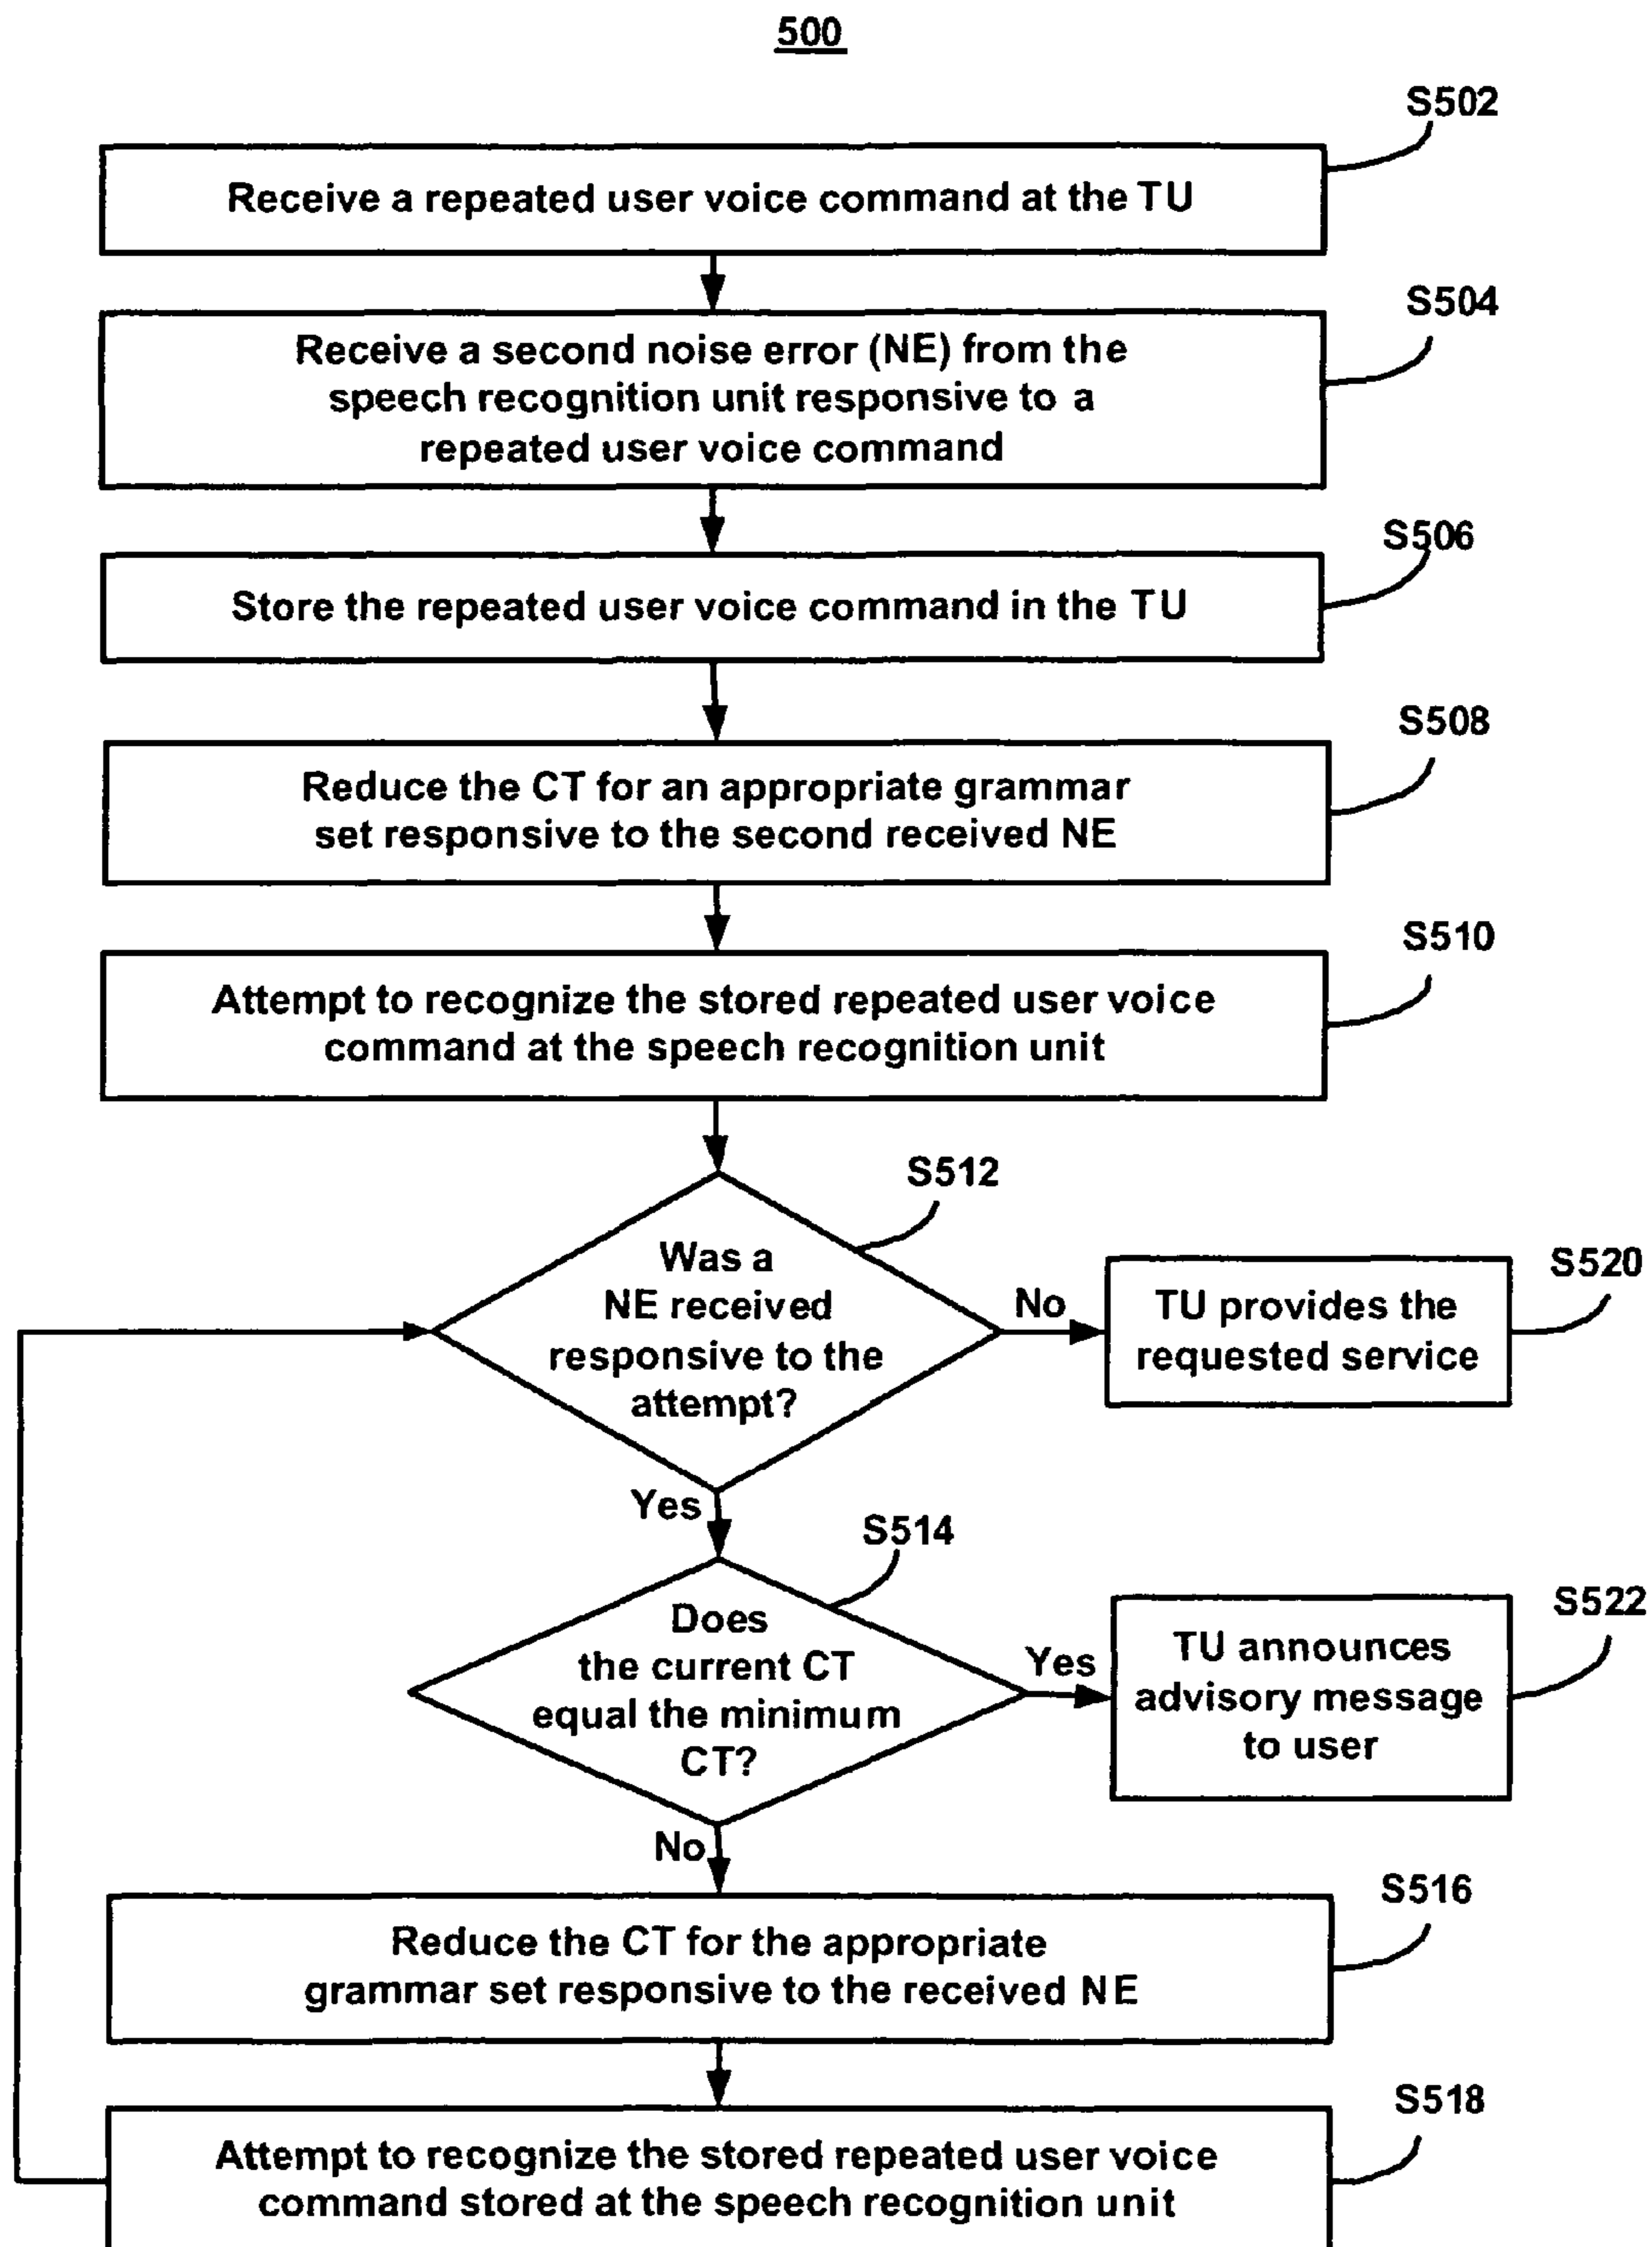 500
S502
Receive a repeated user voice command at the TU
S504
Receive a second noise error (NE) from the
speech recognition unit responsive to a
repeated user voice command
S506
Store the repeated user voice command in the TU
S508
Reduce the CT for an appropriate grammar
set responsive to the second received NE
S510
Attempt to recognize the stored repeated user voice
command at the speech recognition unit
S512
Was a
NE received
responsive to the
attempt?
No
S520
TU provides the
requested service
Yes
S514
Does
the current CT
equal the minimum
CT?
Yes
S522
TU announces
advisory message
to user
No
S516
Reduce the CT for the appropriate
grammar set responsive to the received NE
S518
Attempt to recognize the stored repeated user voice
command stored at the speech recognition unit